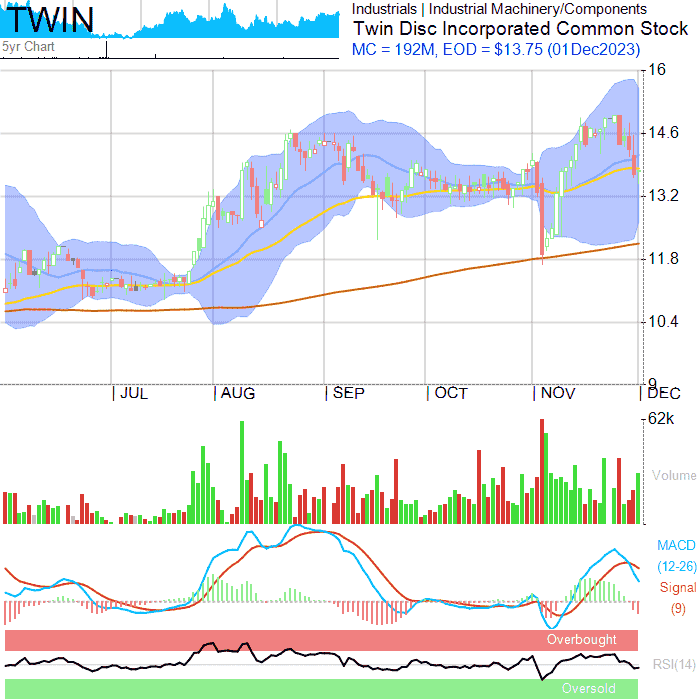 TWIN
5yr Chart
Industrials | Industrial Machinery/Components
Twin Disc Incorporated Common Stock
MC = 192M, EOD = $13.75 (01Dec2023)
16
14.6
13.2
11.8
10.4
9
JUL
AUG
SEP
OCT
NOV
DEC
62k
Volume
MACD
(12-26)
Signal
(9)
Overbought
RSI(14)
Oversold